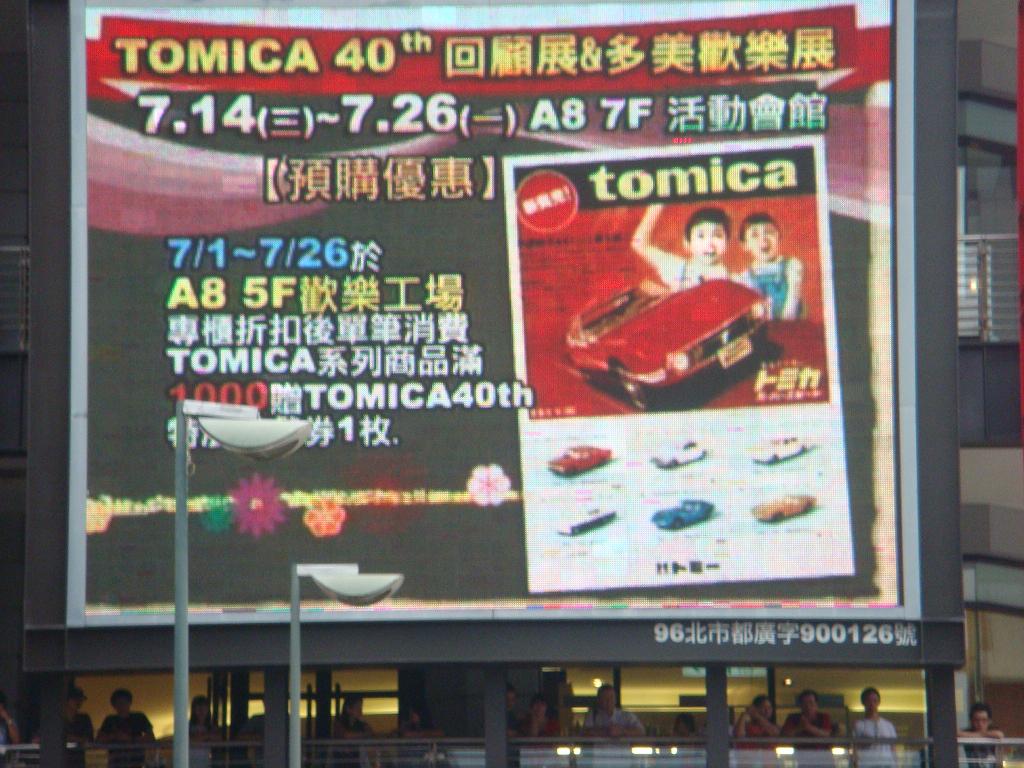 TOMICA 40th 回顧展&多美歡樂展
7.14(三)~7.26(一) A8 7F 活動會館
【預購優惠】
tomica
7/1~7/26於
A8 5F歡樂工場
專櫃折扣後單筆消費
TOMICA系列商品滿
1000贈TOMICA40th
券1枚.
トミカ
トミー
96北市都廣字900126號